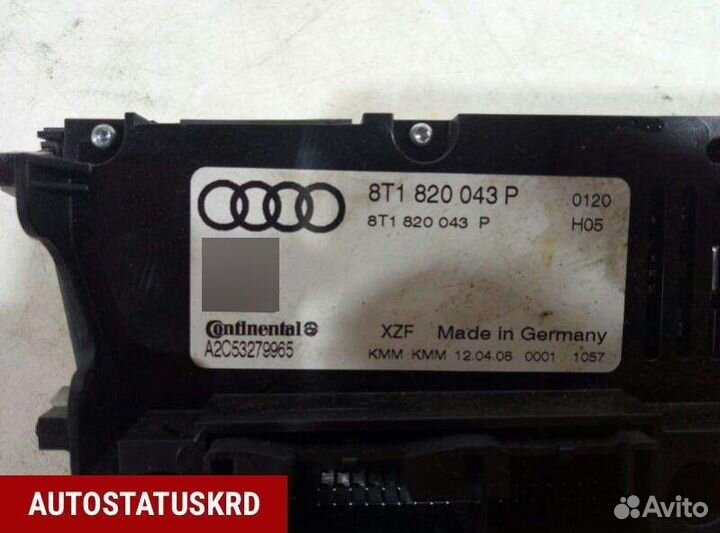 8T1 820 043 P 0120
8T1 820 043 P H05
Continental
A2C53279965
XZF Made in Germany
KMM KMM 12.04.08 0001 1057
AUTOSTATUSKRD
Avito